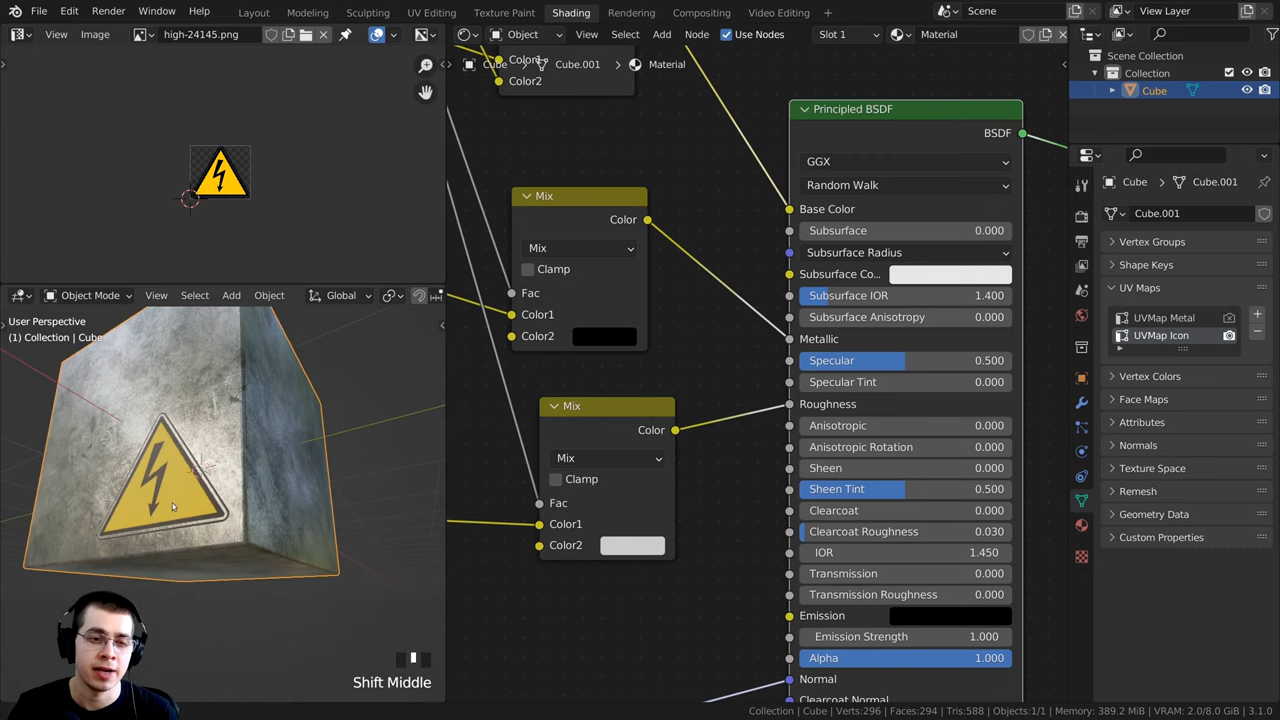 File Edit Render Window Help Layout Modeling Sculpting UV Editing Texture Paint Shading Rendering Compositing Video Editing + Scene View Layer
View Image high-24145.png Object View Select Add Node Use Nodes Slot 1 Material
Cube > Cube.001 > Material
Color1
Color2
Mix
Color
Mix
Clamp
Fac
Color1
Color2
Mix
Color
Mix
Clamp
Fac
Color1
Color2
Principled BSDF
BSDF
GGX
Random Walk
Base Color
Subsurface 0.000
Subsurface Radius
Subsurface Co...
Subsurface IOR 1.400
Subsurface Anisotropy 0.000
Metallic
Specular 0.500
Specular Tint 0.000
Roughness
Anisotropic 0.000
Anisotropic Rotation 0.000
Sheen 0.000
Sheen Tint 0.500
Clearcoat 0.000
Clearcoat Roughness 0.030
IOR 1.450
Transmission 0.000
Transmission Roughness 0.000
Emission
Emission Strength 1.000
Alpha 1.000
Normal
Clearcoat Normal
Object Mode View Select Add Object Global
User Perspective
(1) Collection | Cube
Shift Middle
Scene Collection
Collection
Cube
Cube > Cube.001
Cube.001
Vertex Groups
Shape Keys
UV Maps
UVMap Metal
UVMap Icon
Vertex Colors
Face Maps
Attributes
Normals
Texture Space
Remesh
Geometry Data
Custom Properties
Collection | Cube | Verts:296 | Faces:294 | Tris:588 | Objects:1/1 | Memory: 389.2 MiB | VRAM: 2.0/8.0 GiB | 3.1.0